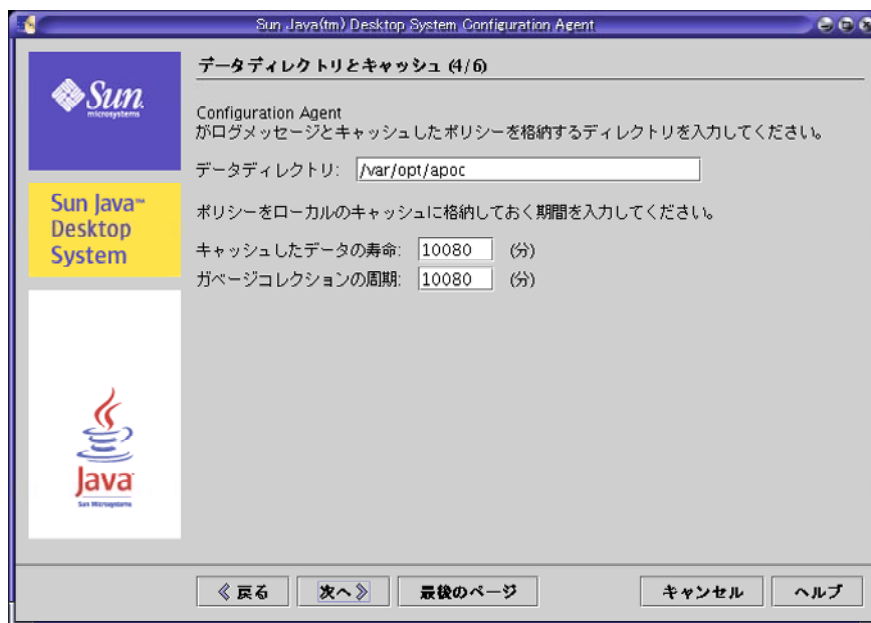 Sun Java(tm) Desktop System Configuration Agent
Sun
microsystems
Sun Java™
Desktop
System
Java
Sun Microsystems
データディレクトリとキャッシュ (4/6)
Configuration Agent
がログメッセージとキャッシュしたポリシーを格納するディレクトリを入力してください。
データディレクトリ: /var/opt/apoc
ポリシーをローカルのキャッシュに格納しておく期間を入力してください。
キャッシュしたデータの寿命: 10080 (分)
ガベージコレクションの周期: 10080 (分)
戻る 次へ 最後のページ キャンセル ヘルプ